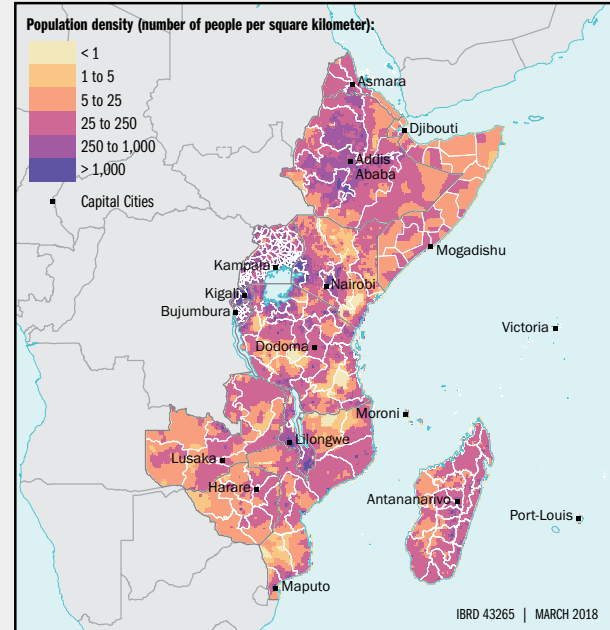 Population density (number of people per square kilometer):
< 1
1 to 5
5 to 25
25 to 250
250 to 1,000
> 1,000
Capital Cities
Asmara
Djibouti
Addis
Ababa
Mogadishu
Kampala
Nairobi
Kigali
Bujumbura
Victoria
Dodoma
Moroni
Lilongwe
Lusaka
Harare
Antananarivo
Port-Louis
Maputo
IBRD 43265 | MARCH 2018